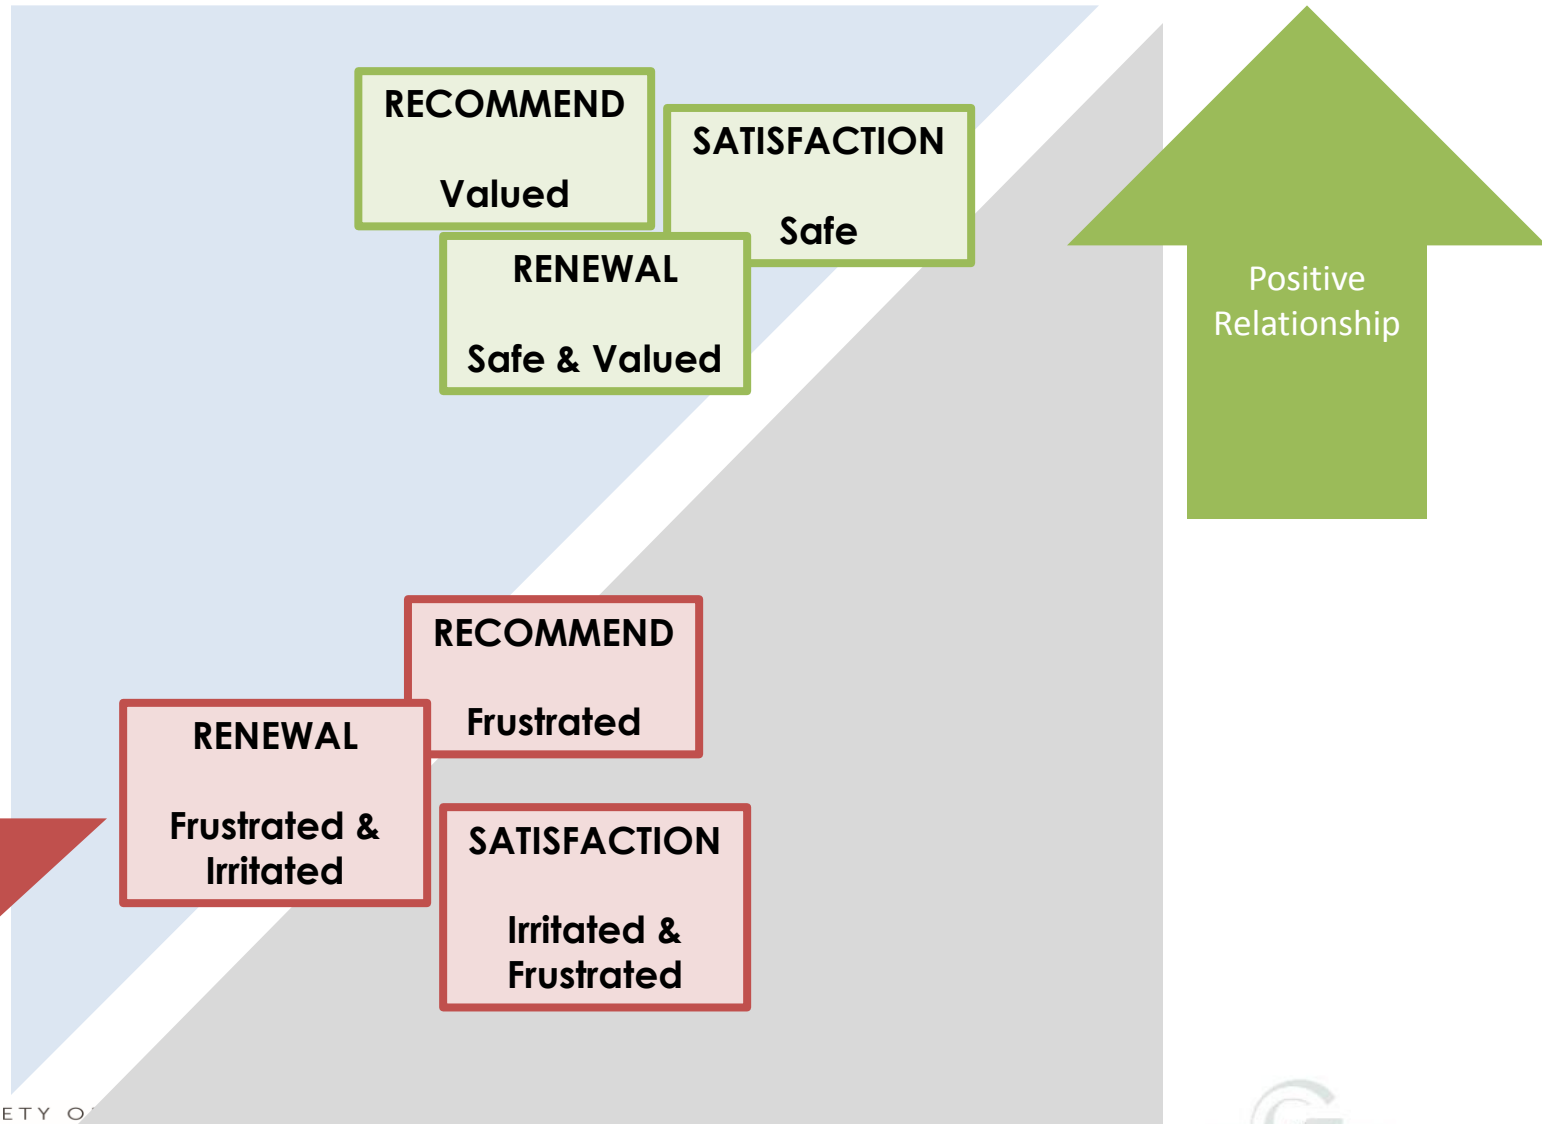 RECOMMEND
Valued
SATISFACTION
Safe
RENEWAL
Safe & Valued
Positive
Relationship
RECOMMEND
Frustrated
RENEWAL
Frustrated &
Irritated
SATISFACTION
Irritated &
Frustrated